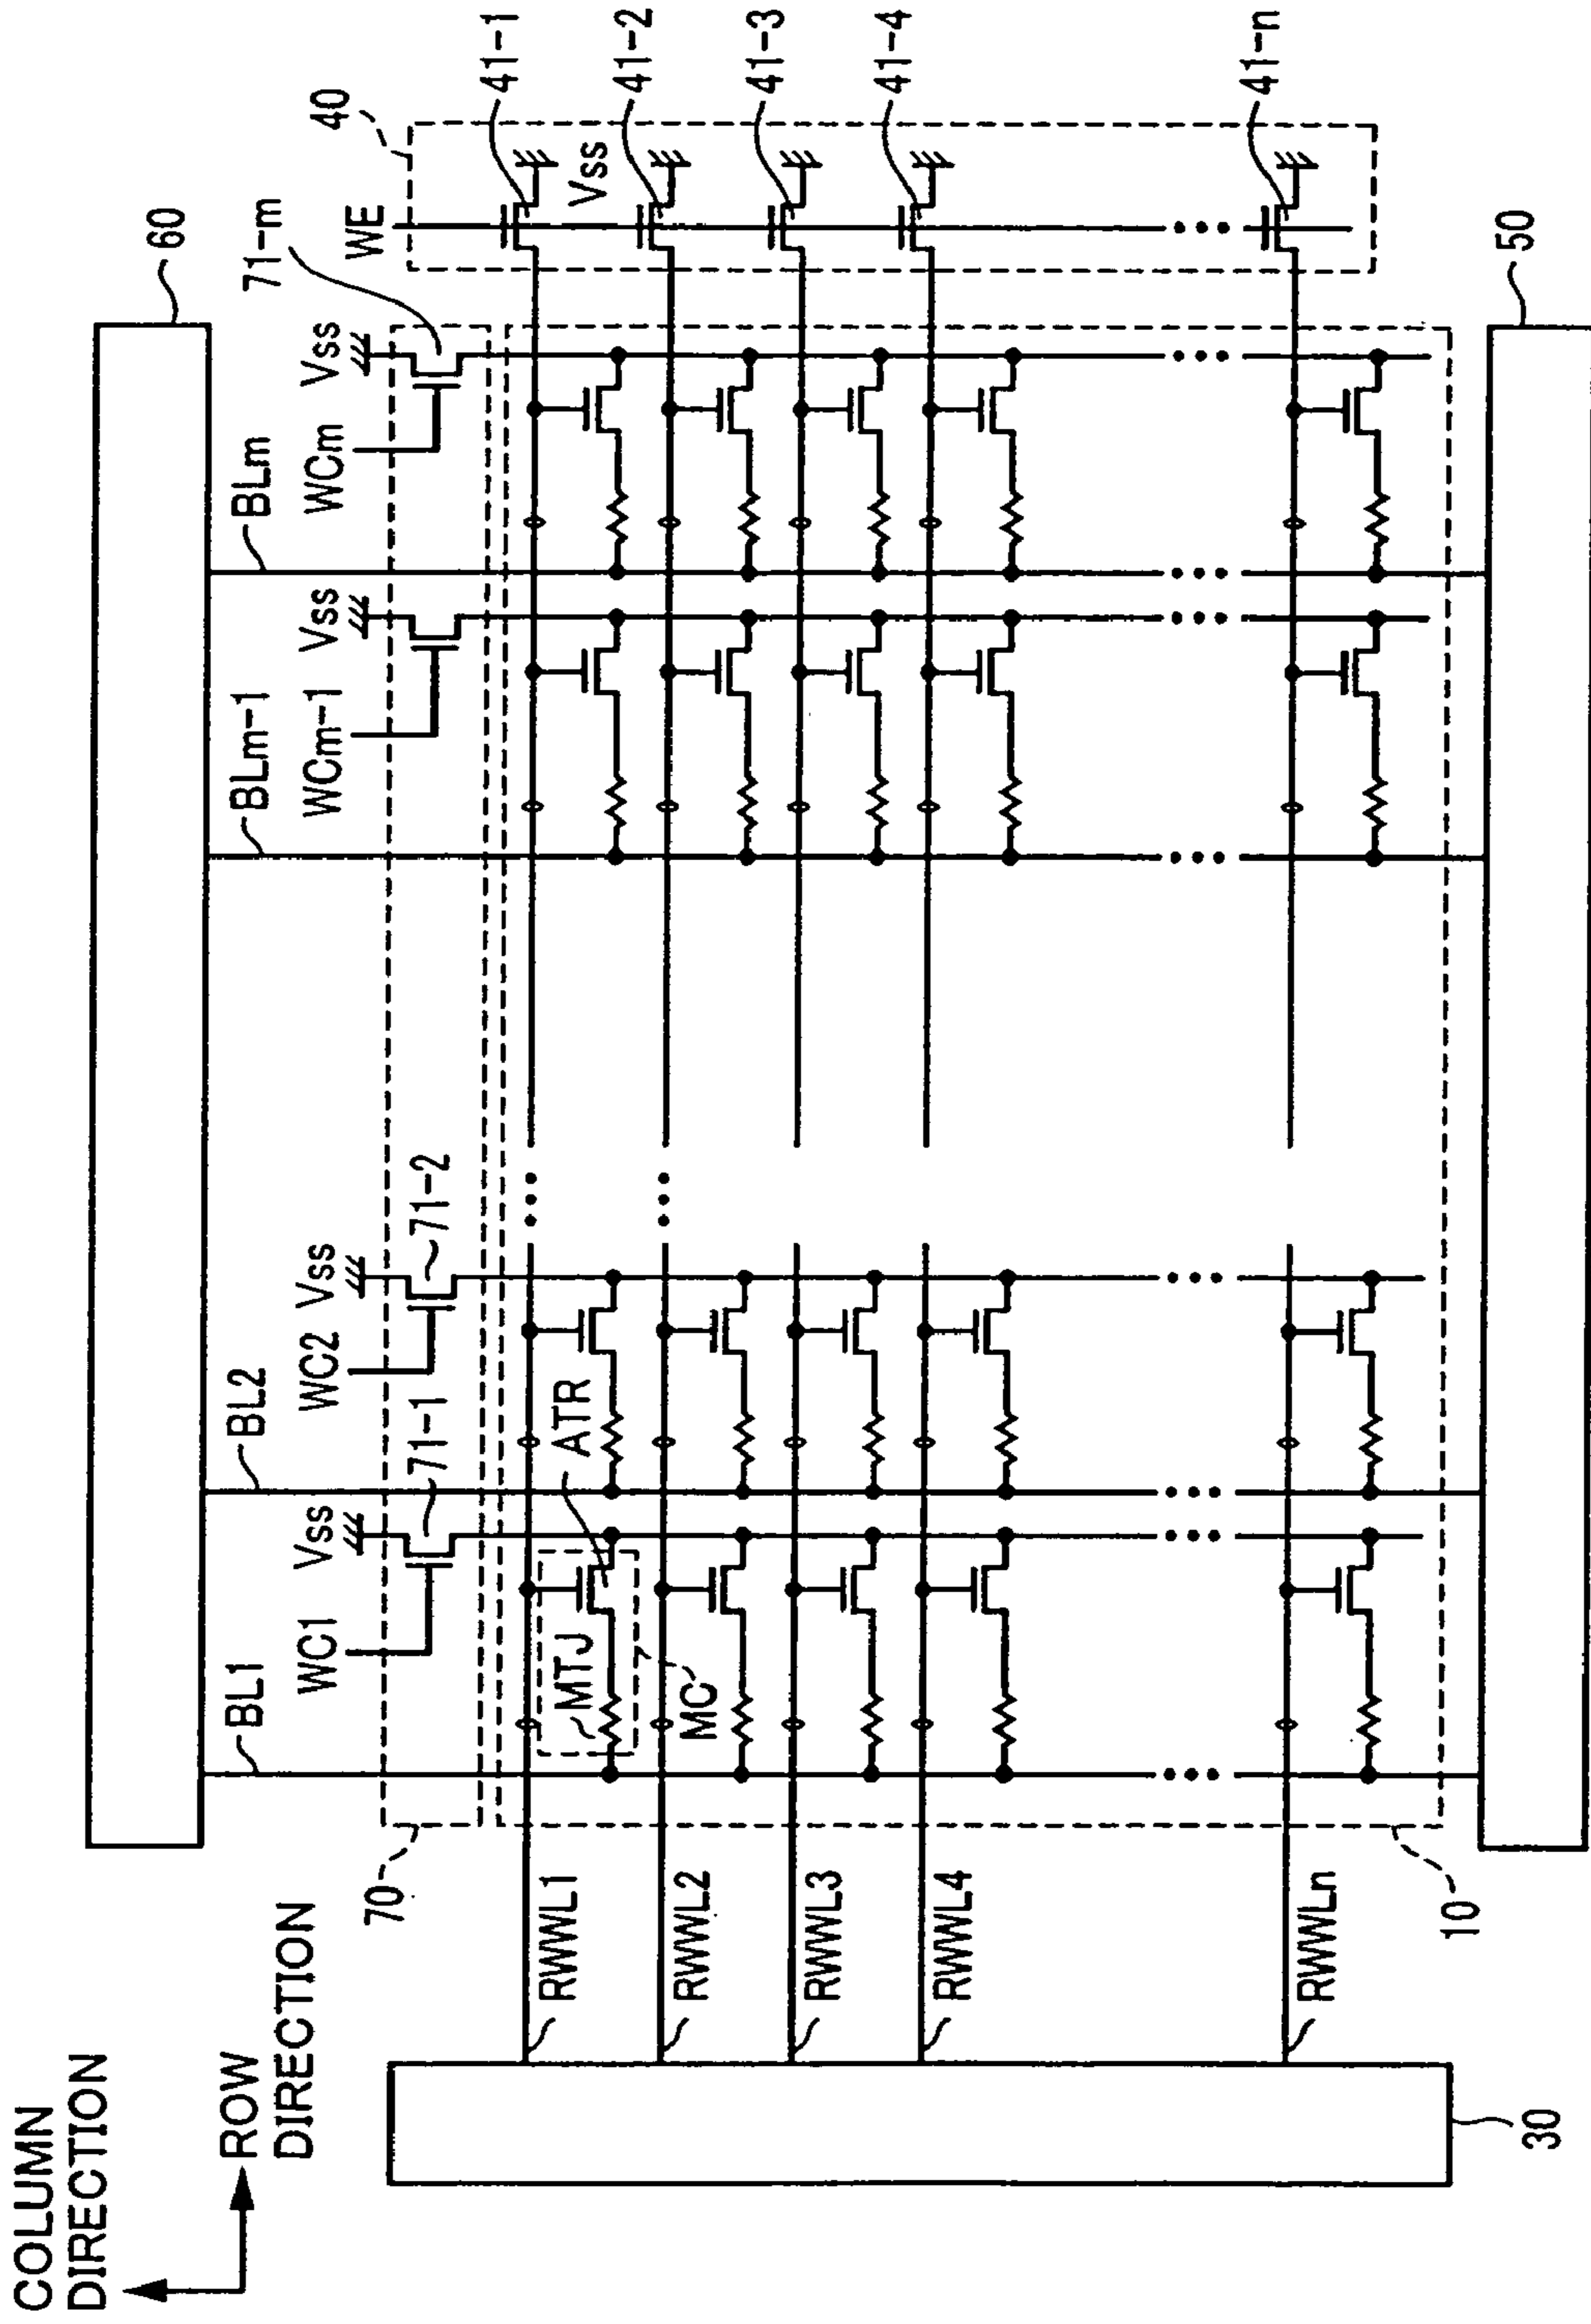 COLUMN
DIRECTION
ROW
DIRECTION
60
BL1
BL2
BLm-1
BLm
WC1
WC2
WCm-1
WCm
Vss
Vss
Vss
Vss
71-1
71-2
71-m
70
WE
40
Vss
41-1
41-2
41-3
41-4
41-n
MTJ
ATR
MC
RWWL1
RWWL2
RWWL3
RWWL4
RWWLn
10
30
50